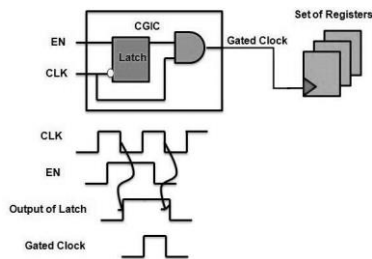 Set of Registers
CGIC
EN
Gated Clock
Latch
CLK
CLK
EN
Output of Latch
Gated Clock